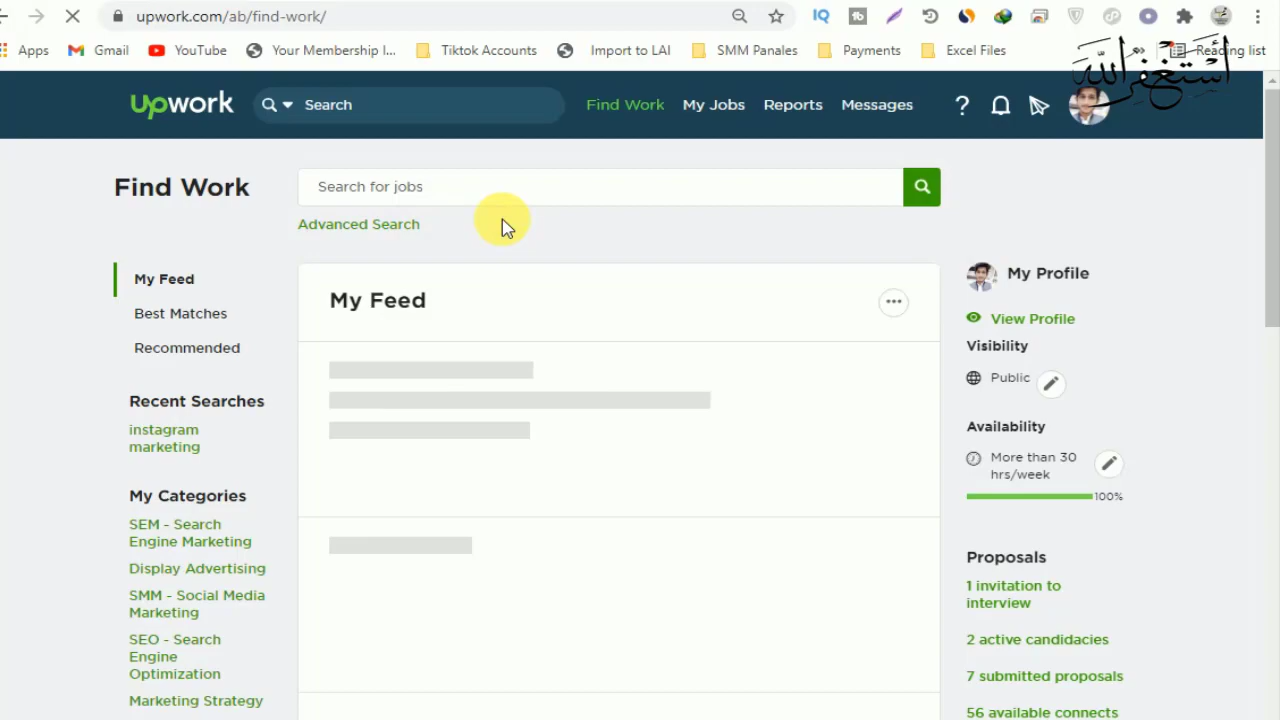 upwork.com/ab/find-work/
IQ
tb
Apps
Gmail
YouTube
Your Membership I...
Tiktok Accounts
Import to LAI
SMM Panales
Payments
Excel Files
»
Reading list
أستغفر الله
upwork
Search
Find Work
My Jobs
Reports
Messages
?
Find Work
Search for jobs
Advanced Search
My Feed
Best Matches
Recommended
Recent Searches
instagram
marketing
My Categories
SEM - Search
Engine Marketing
Display Advertising
SMM - Social Media
Marketing
SEO - Search
Engine
Optimization
Marketing Strategy
My Feed
My Profile
View Profile
Visibility
Public
Availability
More than 30
hrs/week
100%
Proposals
1 invitation to
interview
2 active candidacies
7 submitted proposals
56 available connects